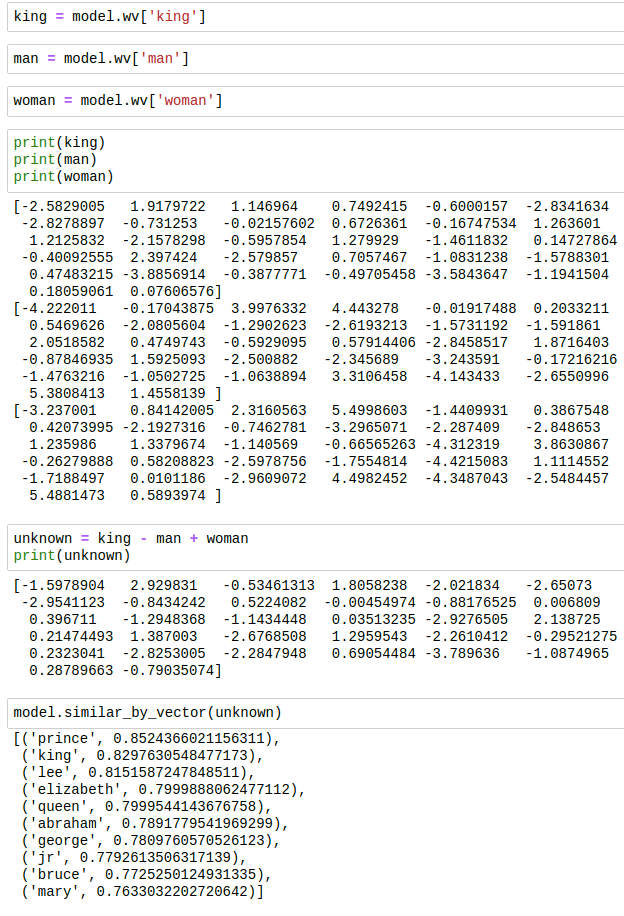 king = model.wv['king']
man = model.wv['man']
woman = model.wv['woman']
print(king)
print(man)
print(woman)
[-2.5829005   1.9179722   1.146964    0.7492415  -0.6000157  -2.8341634
 -2.8278897  -0.731253   -0.02157602  0.6726361  -0.16747534  1.263601
  1.2125832  -2.1578298  -0.5957854   1.279929   -1.4611832   0.14727864
 -0.40092555  2.397424   -2.579857    0.7057467  -1.0831238  -1.5788301
  0.47483215 -3.8856914  -0.3877771  -0.49705458 -3.5843647  -1.1941504
  0.18059061  0.07606576]
[-4.222011   -0.17043875  3.9976332   4.443278   -0.01917488  0.2033211
  0.5469626  -2.0805604  -1.2902623  -2.6193213  -1.5731192  -1.591861
  2.0518582   0.4749743  -0.5929095   0.57914406 -2.8458517   1.8716403
 -0.87846935  1.5925093  -2.500882   -2.345689   -3.243591   -0.17216216
 -1.4763216  -1.0502725  -1.0638894   3.3106458  -4.143433   -2.6550996
  5.3808413   1.4558139 ]
[-3.237001    0.84142005  2.3160563   5.4998603  -1.4409931   0.3867548
  0.42073995 -2.1927316  -0.7462781  -3.2965071  -2.287409   -2.848653
  1.235986    1.3379674  -1.140569   -0.66565263 -4.312319    3.8630867
 -0.26279888  0.58208823 -2.5978756  -1.7554814  -4.4215083   1.1114552
 -1.7188497   0.0101186  -2.9609072   4.4982452  -4.3487043  -2.5484457
  5.4881473   0.5893974 ]
unknown = king - man + woman
print(unknown)
[-1.5978904   2.929831   -0.53461313  1.8058238  -2.021834   -2.65073
 -2.9541123  -0.8434242   0.5224082  -0.00454974 -0.88176525  0.006809
  0.396711   -1.2948368  -1.1434448   0.03513235 -2.9276505   2.138725
  0.21474493  1.387003   -2.6768508   1.2959543  -2.2610412  -0.29521275
  0.2323041  -2.8253005  -2.2847948   0.69054484 -3.789636   -1.0874965
  0.28789663 -0.79035074]
model.similar_by_vector(unknown)
[('prince', 0.8524366021156311),
 ('king', 0.8297630548477173),
 ('lee', 0.8151587247848511),
 ('elizabeth', 0.7999888062477112),
 ('queen', 0.7999544143676758),
 ('abraham', 0.7891779541969299),
 ('george', 0.7809760570526123),
 ('jr', 0.7792613506317139),
 ('bruce', 0.7725250124931335),
 ('mary', 0.7633032202720642)]